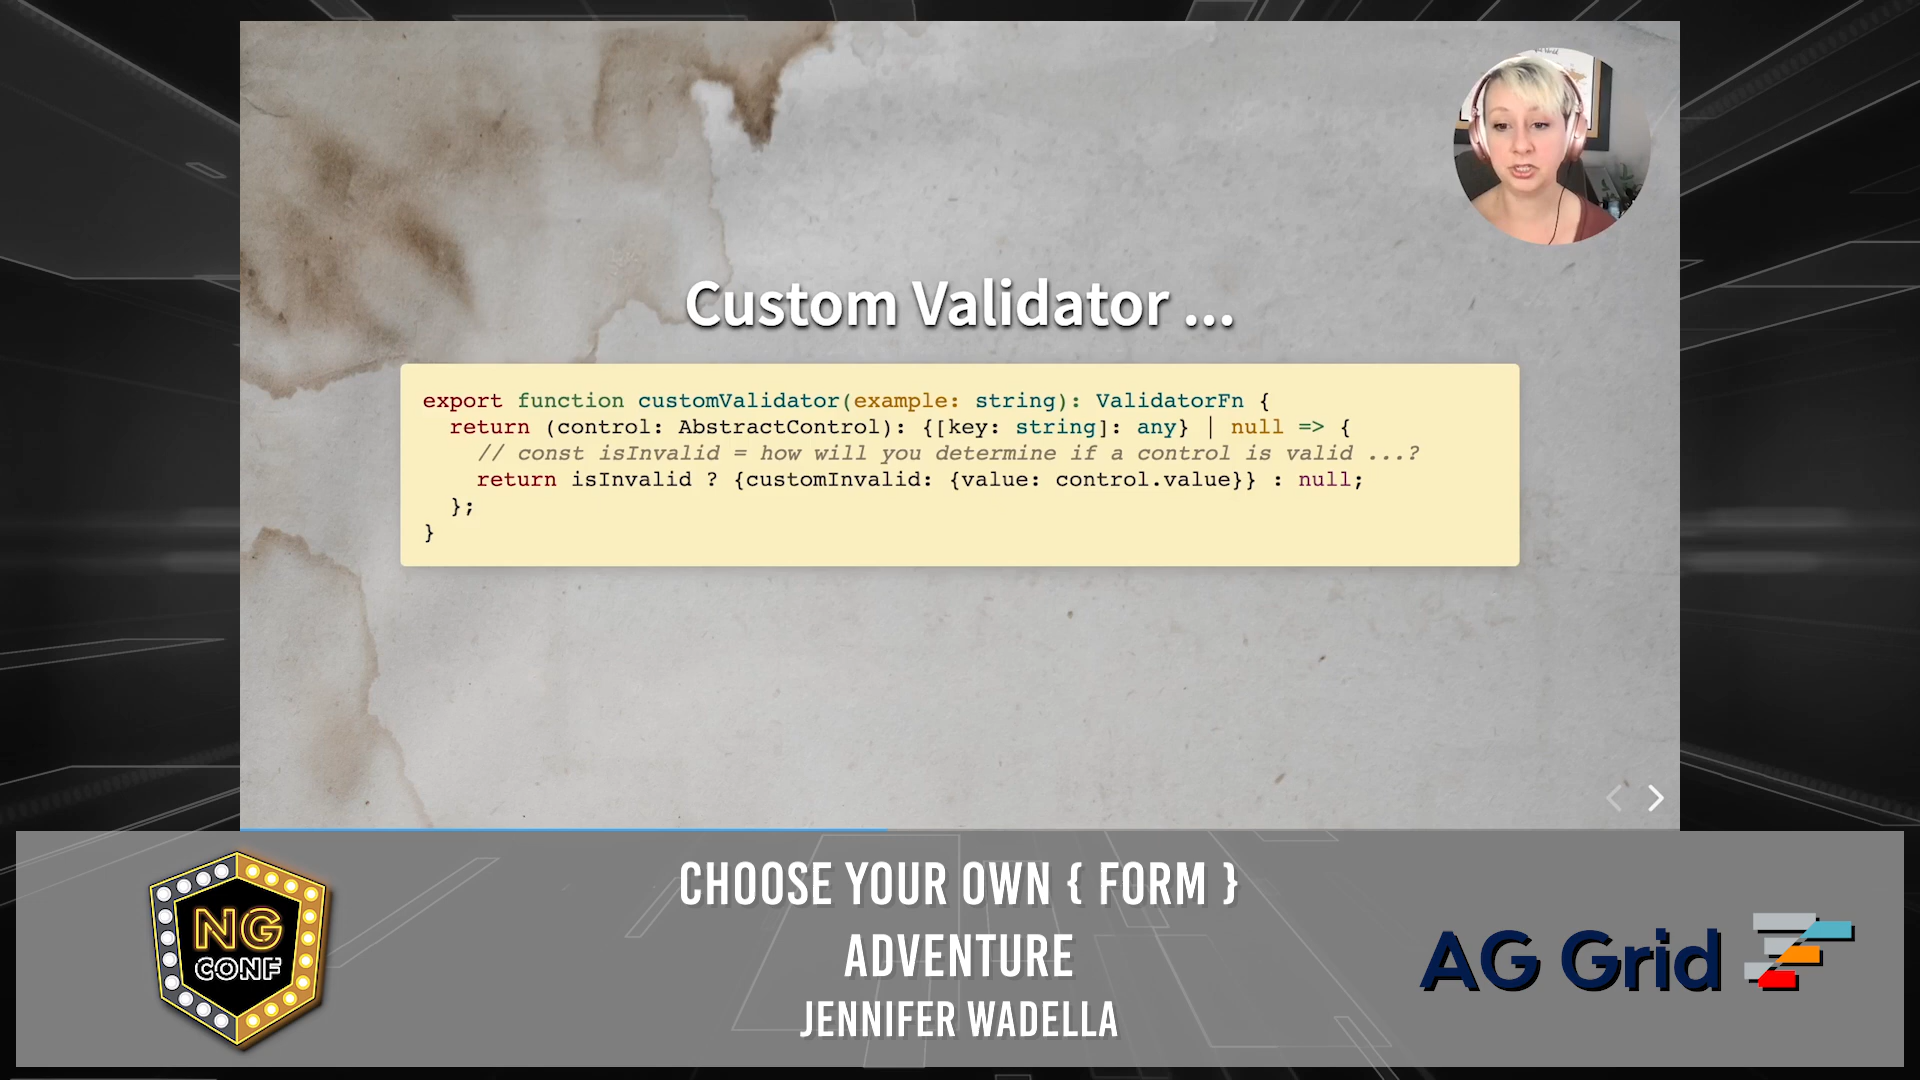 Custom Validator ...
export function customValidator(example: string): ValidatorFn {
return (control: AbstractControl): {[key: string]: any} | null => {
// const isInvalid = how will you determine if a control is valid ...?
return isInvalid ? {customInvalid: {value: control.value}} : null;
};
}
NG
CONF
CHOOSE YOUR OWN { FORM }
ADVENTURE
JENNIFER WADELLA
AG Grid